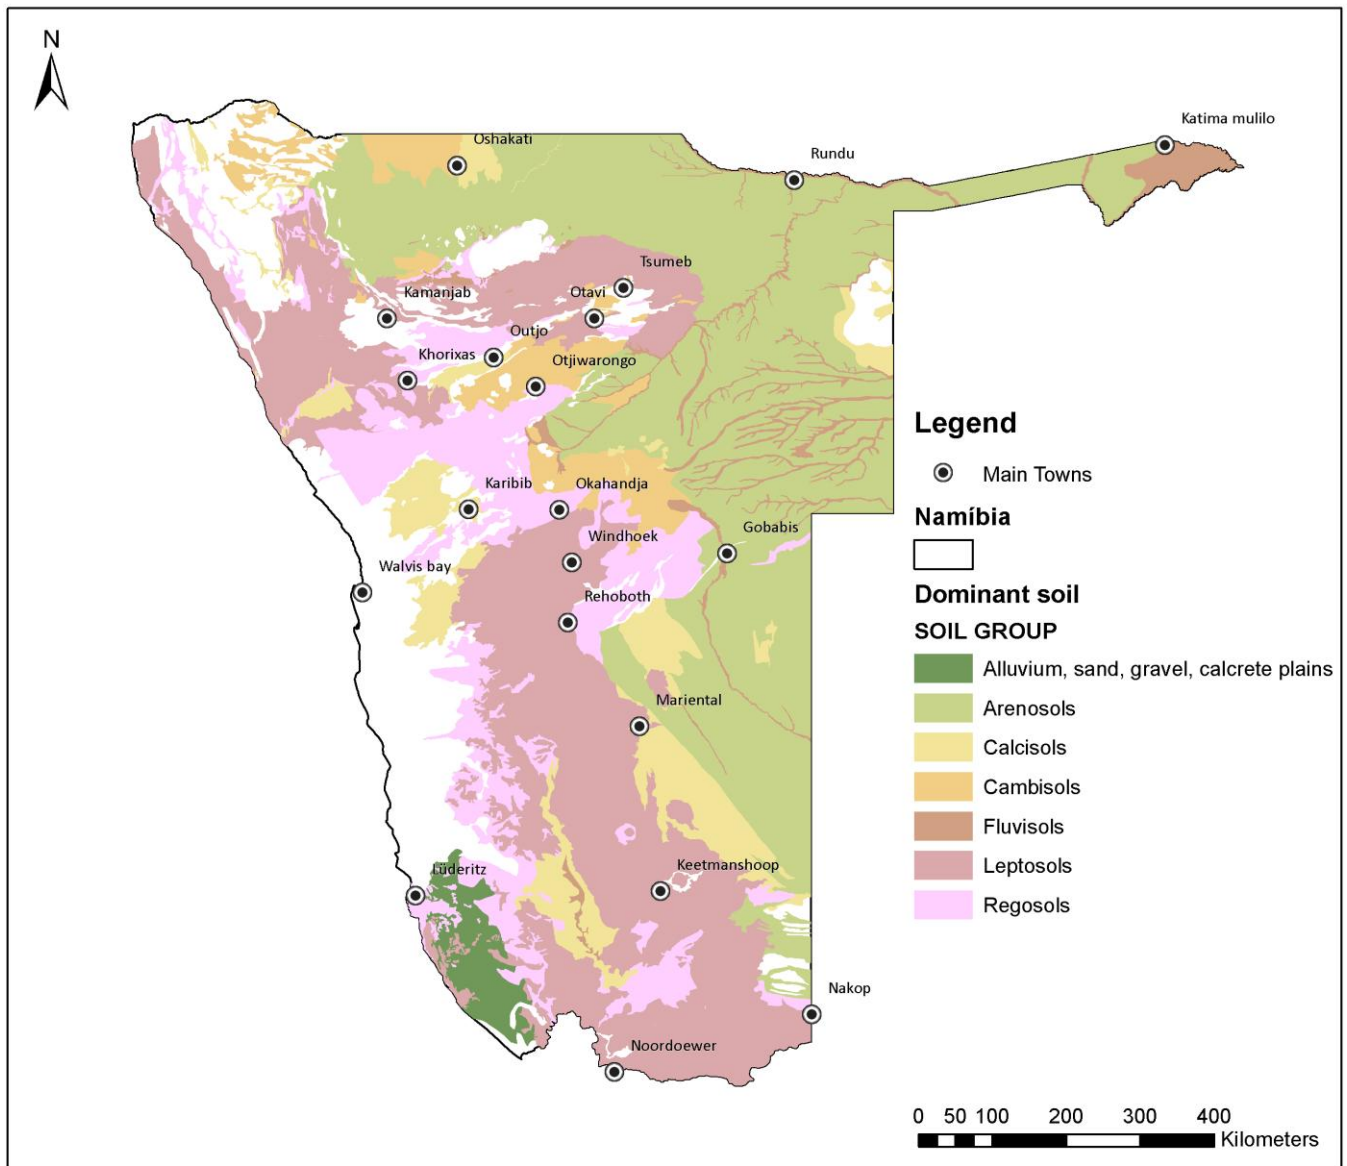 N
Katima mulilo
Oshakati
Rundu
Tsumeb
Kamanjab
Otavi
Outjo
Khorixas
Otjiwarongo
Karibib
Okahandja
Gobabis
Windhoek
Walvis bay
Rehoboth
Mariental
Keetmanshoop
Lüderitz
Nakop
Noordoewer
Legend
Main Towns
Namíbia
Dominant soil
SOIL GROUP
Alluvium, sand, gravel, calcrete plains
Arenosols
Calcisols
Cambisols
Fluvisols
Leptosols
Regosols
0 50 100 200 300 400
Kilometers